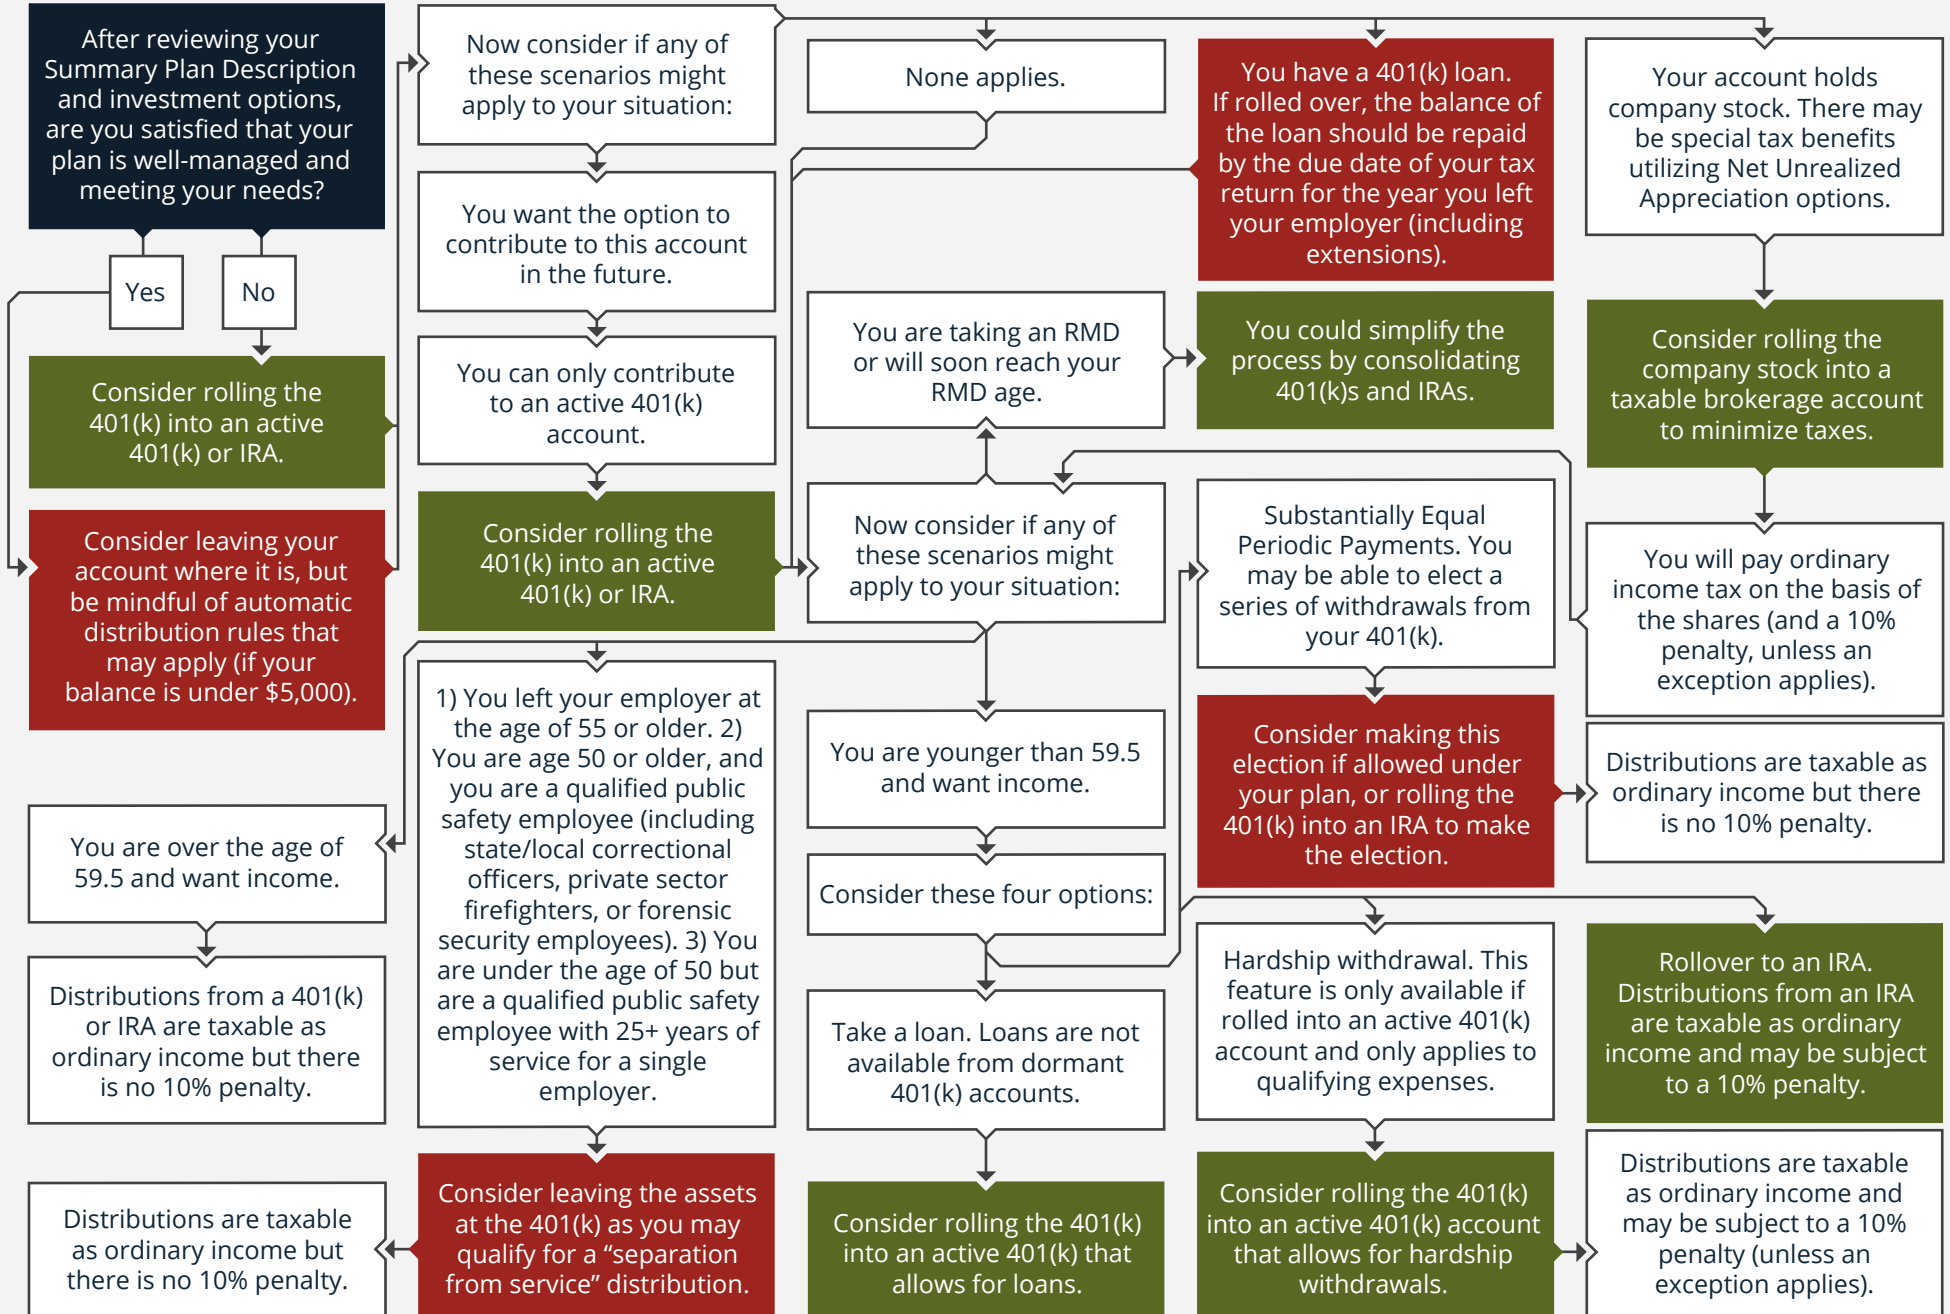 After reviewing your
Summary Plan Description
and investment options,
are you satisfied that your
plan is well-managed and
meeting your needs?
Yes
No
Consider rolling the
401(k) into an active
401(k) or IRA.
Consider leaving your
account where it is, but
be mindful of automatic
distribution rules that
may apply (if your
balance is under $5,000).
Now consider if any of
these scenarios might
apply to your situation:
You want the option to
contribute to this account
in the future.
You can only contribute
to an active 401(k)
account.
Consider rolling the
401(k) into an active
401(k) or IRA.
None applies.
You have a 401(k) loan.
If rolled over, the balance of
the loan should be repaid
by the due date of your tax
return for the year you left
your employer (including
extensions).
Your account holds
company stock. There may
be special tax benefits
utilizing Net Unrealized
Appreciation options.
Consider rolling the
company stock into a
taxable brokerage account
to minimize taxes.
You will pay ordinary
income tax on the basis of
the shares (and a 10%
penalty, unless an
exception applies).
Now consider if any of
these scenarios might
apply to your situation:
You are taking an RMD
or will soon reach your
RMD age.
You could simplify the
process by consolidating
401(k)s and IRAs.
You are over the age of
59.5 and want income.
Distributions from a 401(k)
or IRA are taxable as
ordinary income but there
is no 10% penalty.
1) You left your employer at
the age of 55 or older. 2)
You are age 50 or older, and
you are a qualified public
safety employee (including
state/local correctional
officers, private sector
firefighters, or forensic
security employees). 3) You
are under the age of 50 but
are a qualified public safety
employee with 25+ years of
service for a single
employer.
Consider leaving the assets
at the 401(k) as you may
qualify for a “separation
from service” distribution.
Distributions are taxable
as ordinary income but
there is no 10% penalty.
You are younger than 59.5
and want income.
Consider these four options:
Take a loan. Loans are not
available from dormant
401(k) accounts.
Consider rolling the 401(k)
into an active 401(k) that
allows for loans.
Substantially Equal
Periodic Payments. You
may be able to elect a
series of withdrawals from
your 401(k).
Consider making this
election if allowed under
your plan, or rolling the
401(k) into an IRA to make
the election.
Distributions are taxable as
ordinary income but there
is no 10% penalty.
Hardship withdrawal. This
feature is only available if
rolled into an active 401(k)
account and only applies to
qualifying expenses.
Consider rolling the 401(k)
into an active 401(k) account
that allows for hardship
withdrawals.
Distributions are taxable
as ordinary income and
may be subject to a 10%
penalty (unless an
exception applies).
Rollover to an IRA.
Distributions from an IRA
are taxable as ordinary
income and may be subject
to a 10% penalty.